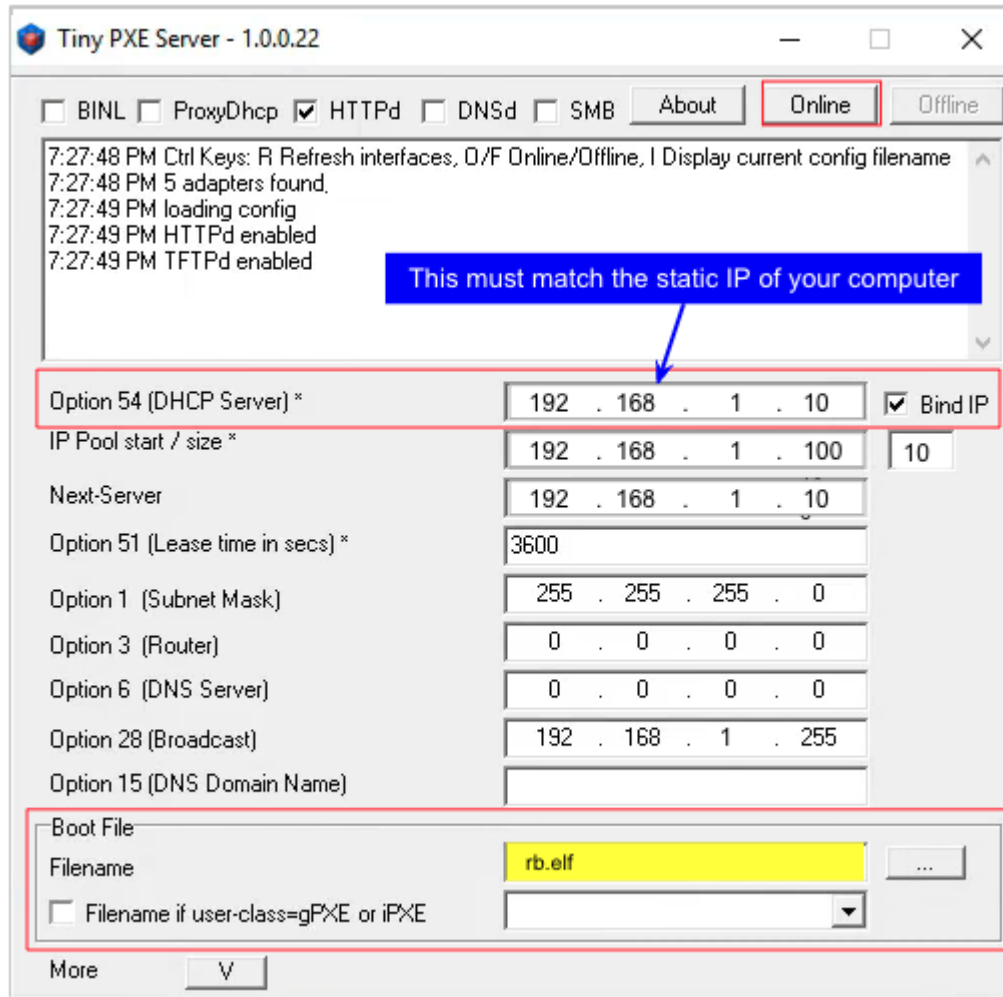 Tiny PXE Server - 1.0.0.22
BINL ProxyDhcp HTTPd DNSd SMB About Online Offline
7:27:48 PM Ctrl Keys: R Refresh interfaces, O/F Online/Offline, I Display current config filename
7:27:48 PM 5 adapters found.
7:27:49 PM loading config
7:27:49 PM HTTPd enabled
7:27:49 PM TFTPd enabled
This must match the static IP of your computer
Option 54 (DHCP Server) * 192 . 168 . 1 . 10 Bind IP
IP Pool start / size * 192 . 168 . 1 . 100 10
Next-Server 192 . 168 . 1 . 10
Option 51 (Lease time in secs) * 3600
Option 1 (Subnet Mask) 255 . 255 . 255 . 0
Option 3 (Router) 0 . 0 . 0 . 0
Option 6 (DNS Server) 0 . 0 . 0 . 0
Option 28 (Broadcast) 192 . 168 . 1 . 255
Option 15 (DNS Domain Name)
Boot File
Filename rb.elf ...
Filename if user-class=gPXE or iPXE
More V